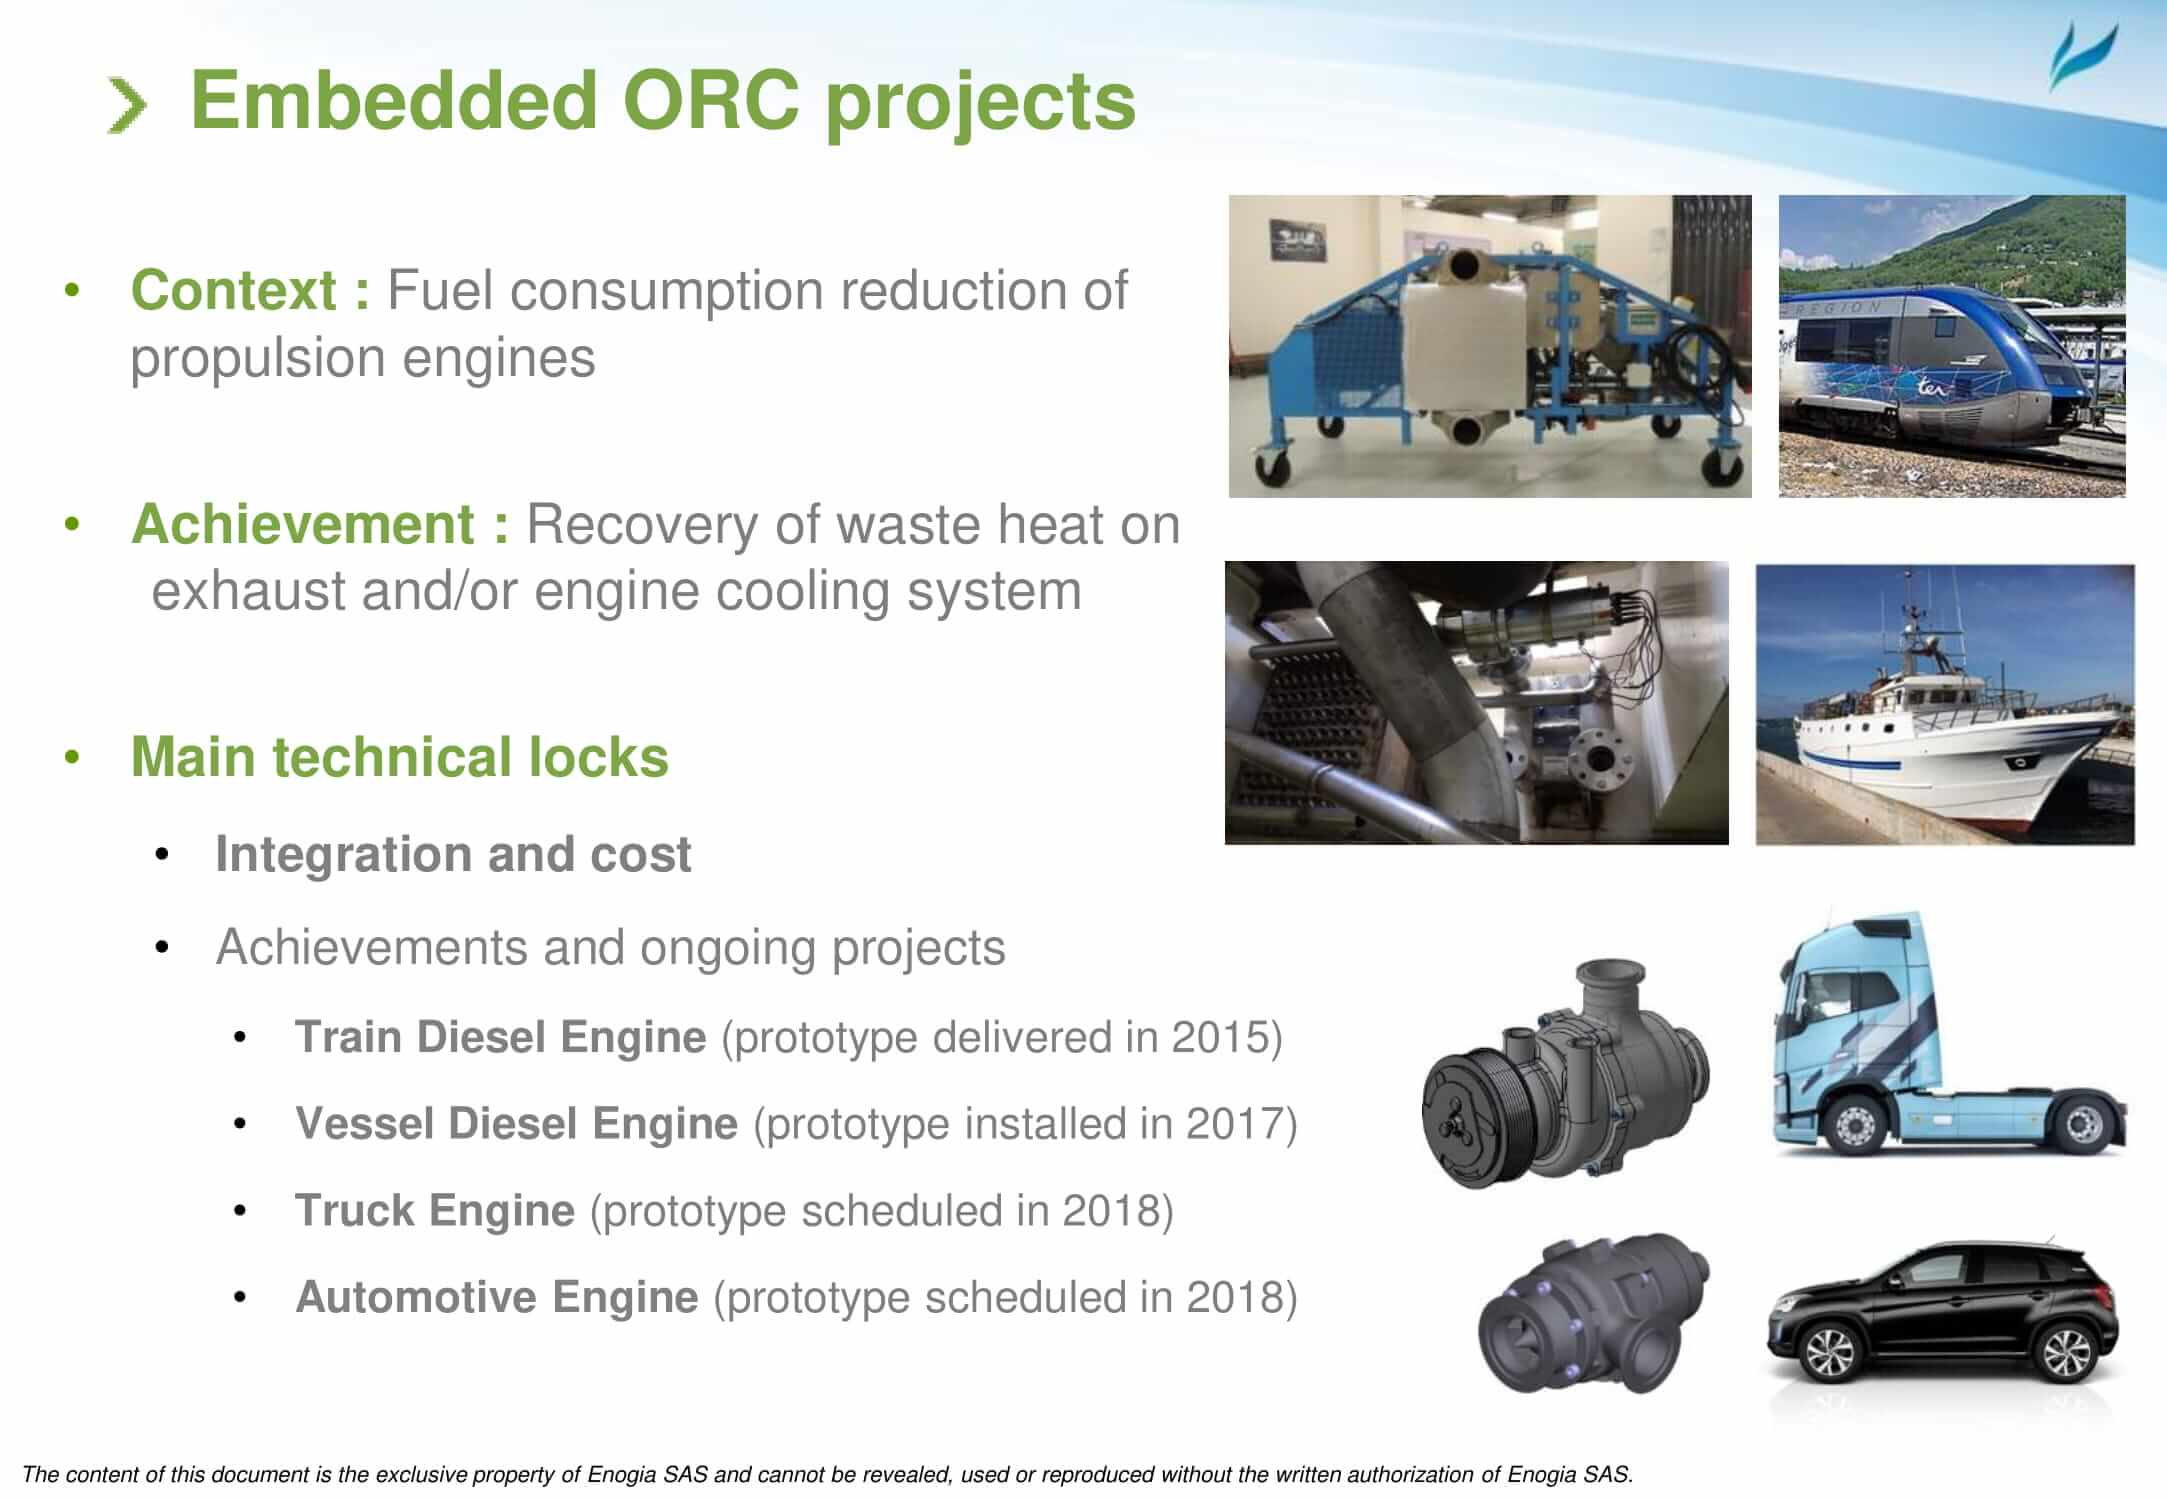 Embedded ORC projects
• Context : Fuel consumption reduction of
propulsion engines
• Achievement : Recovery of waste heat on
exhaust and/or engine cooling system
• Main technical locks
• Integration and cost
• Achievements and ongoing projects
• Train Diesel Engine (prototype delivered in 2015)
• Vessel Diesel Engine (prototype installed in 2017)
• Truck Engine (prototype scheduled in 2018)
• Automotive Engine (prototype scheduled in 2018)
REGION
ter
The content of this document is the exclusive property of Enogia SAS and cannot be revealed, used or reproduced without the written authorization of Enogia SAS.